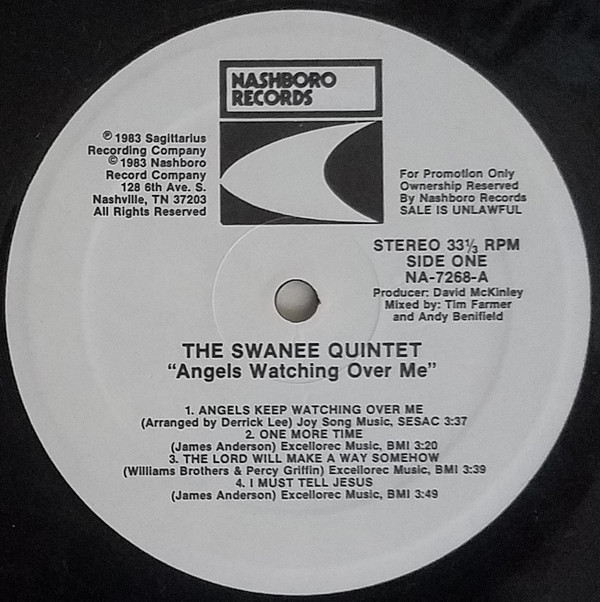 NASHBORO
RECORDS
℗ 1983 Sagittarius
Recording Company
© 1983 Nashboro
Record Company
128 6th Ave. S.
Nashville, TN 37203
All Rights Reserved
For Promotion Only
Ownership Reserved
By Nashboro Records
SALE IS UNLAWFUL
STEREO 33⅓ RPM
SIDE ONE
NA-7268-A
Producer: David McKinley
Mixed by: Tim Farmer
and Andy Benifield
THE SWANEE QUINTET
"Angels Watching Over Me"
1. ANGELS KEEP WATCHING OVER ME
(Arranged by Derrick Lee) Joy Song Music, SESAC 3:37
2. ONE MORE TIME
(James Anderson) Excellorec Music, BMI 3:20
3. THE LORD WILL MAKE A WAY SOMEHOW
(Williams Brothers & Percy Griffin) Excellorec Music, BMI 3:39
4. I MUST TELL JESUS
(James Anderson) Excellorec Music, BMI 3:49